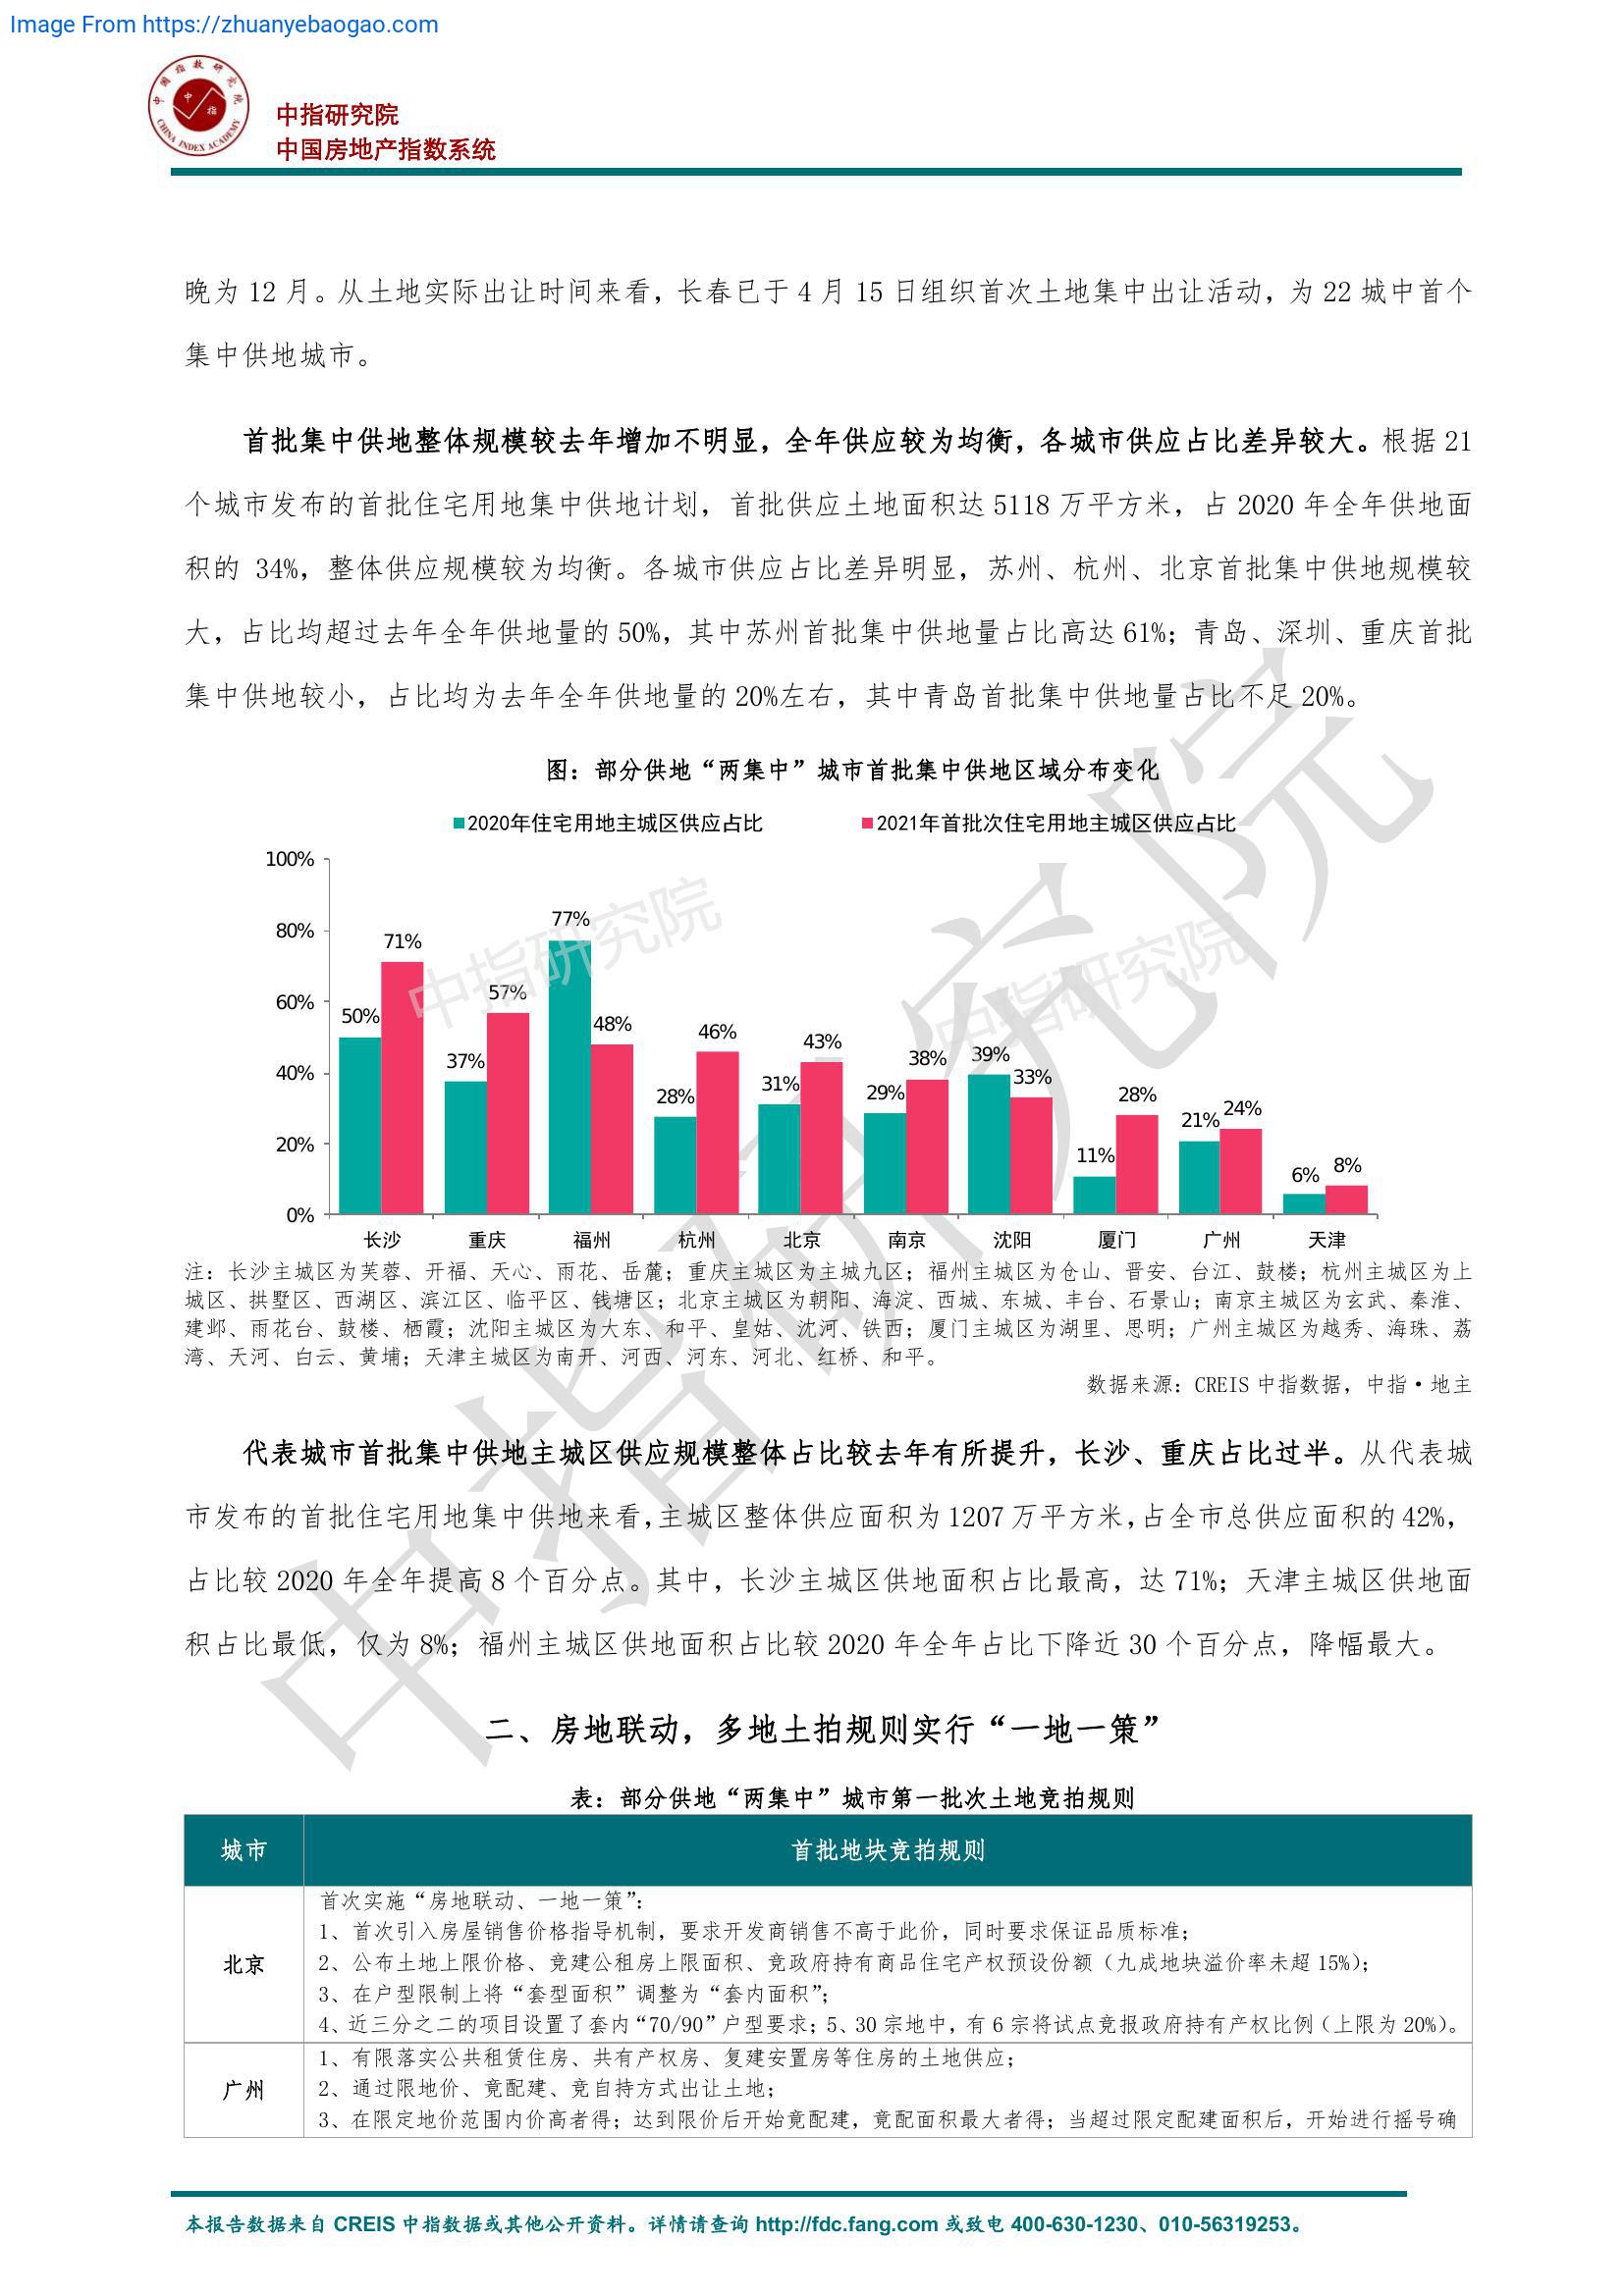 Image From https://zhuanyebaogao.com
中国指数研究院
中指
CHINA INDEX ACADEMY
中指研究院
中国房地产指数系统
晚为 12 月。从土地实际出让时间来看，长春已于 4 月 15 日组织首次土地集中出让活动，为 22 城中首个
集中供地城市。
首批集中供地整体规模较去年增加不明显，全年供应较为均衡，各城市供应占比差异较大。根据 21
个城市发布的首批住宅用地集中供地计划，首批供应土地面积达 5118 万平方米，占 2020 年全年供地面
积的 34%，整体供应规模较为均衡。各城市供应占比差异明显，苏州、杭州、北京首批集中供地规模较
大，占比均超过去年全年供地量的 50%，其中苏州首批集中供地量占比高达 61%；青岛、深圳、重庆首批
集中供地较小，占比均为去年全年供地量的 20%左右，其中青岛首批集中供地量占比不足 20%。
图：部分供地“两集中”城市首批集中供地区域分布变化
2020年住宅用地主城区供应占比 2021年首批次住宅用地主城区供应占比
100%
80%
60%
40%
20%
0%
50% 71% 37% 57% 77% 48% 28% 46% 31% 43% 29% 38% 39% 33% 11% 28% 21% 24% 6% 8%
长沙 重庆 福州 杭州 北京 南京 沈阳 厦门 广州 天津
中指研究院
中指研究院
中指研究院
注：长沙主城区为芙蓉、开福、天心、雨花、岳麓；重庆主城区为主城九区；福州主城区为仓山、晋安、台江、鼓楼；杭州主城区为上
城区、拱墅区、西湖区、滨江区、临平区、钱塘区；北京主城区为朝阳、海淀、西城、东城、丰台、石景山；南京主城区为玄武、秦淮、
建邺、雨花台、鼓楼、栖霞；沈阳主城区为大东、和平、皇姑、沈河、铁西；厦门主城区为湖里、思明；广州主城区为越秀、海珠、荔
湾、天河、白云、黄埔；天津主城区为南开、河西、河东、河北、红桥、和平。
数据来源：CREIS 中指数据，中指·地主
代表城市首批集中供地主城区供应规模整体占比较去年有所提升，长沙、重庆占比过半。从代表城
市发布的首批住宅用地集中供地来看，主城区整体供应面积为 1207 万平方米，占全市总供应面积的 42%，
占比较 2020 年全年提高 8 个百分点。其中，长沙主城区供地面积占比最高，达 71%；天津主城区供地面
积占比最低，仅为 8%；福州主城区供地面积占比较 2020 年全年占比下降近 30 个百分点，降幅最大。
二、房地联动，多地土拍规则实行“一地一策”
表：部分供地“两集中”城市第一批次土地竞拍规则
城市 首批地块竞拍规则
北京
首次实施“房地联动、一地一策”：
1、首次引入房屋销售价格指导机制，要求开发商销售不高于此价，同时要求保证品质标准；
2、公布土地上限价格、竞建公租房上限面积、竞政府持有商品住宅产权预设份额（九成地块溢价率未超 15%）；
3、在户型限制上将“套型面积”调整为“套内面积”；
4、近三分之二的项目设置了套内“70/90”户型要求；5、30 宗地中，有 6 宗将试点竞报政府持有产权比例（上限为 20%）。
广州
1、有限落实公共租赁住房、共有产权房、复建安置房等住房的土地供应；
2、通过限地价、竞配建、竞自持方式出让土地；
3、在限定地价范围内价高者得；达到限价后开始竞配建，竞配面积最大者得；当超过限定配建面积后，开始进行摇号确
本报告数据来自 CREIS 中指数据或其他公开资料。详情请查询 http://fdc.fang.com 或致电 400-630-1230、010-56319253。